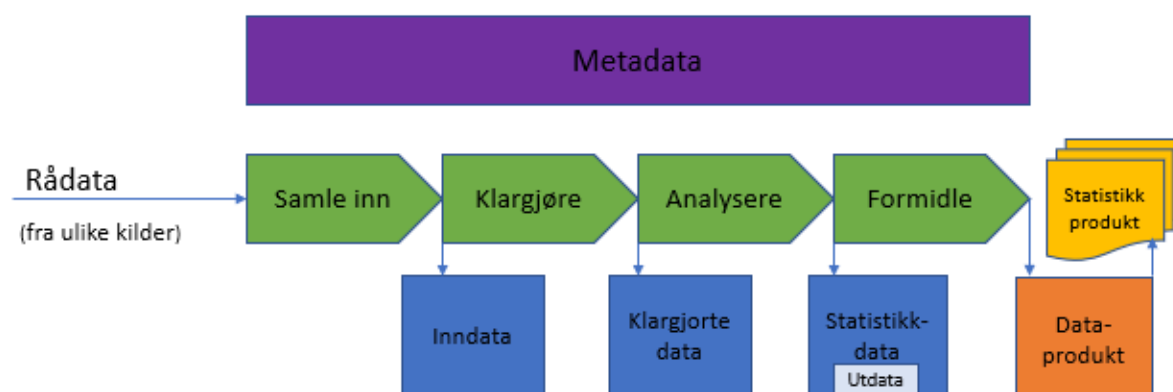 Metadata
Rådata
(fra ulike kilder)
Samle inn
Klargjøre
Analysere
Formidle
Statistikk
produkt
Inndata
Klargjorte
data
Statistikk-
data
Utdata
Data-
produkt